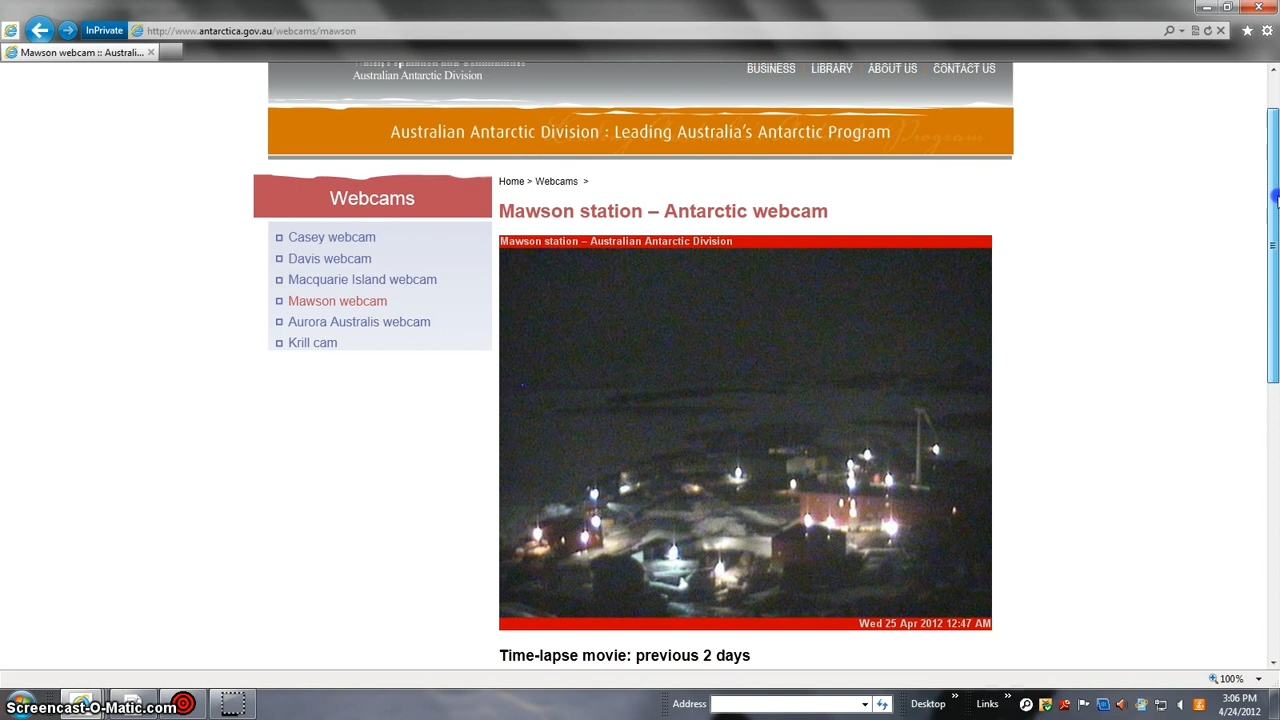 InPrivate
http://www.antarctica.gov.au/webcams/mawson
Mawson webcam :: Australi...
Australian Antarctic Division
BUSINESS LIBRARY ABOUT US CONTACT US
Australian Antarctic Division : Leading Australia's Antarctic Program
Webcams
Casey webcam
Davis webcam
Macquarie Island webcam
Mawson webcam
Aurora Australis webcam
Krill cam
Home > Webcams >
Mawson station – Antarctic webcam
Mawson station – Australian Antarctic Division
Wed 25 Apr 2012 12:47 AM
Time-lapse movie: previous 2 days
100%
Screencast-O-Matic.com
Address
Desktop »
Links »
3:06 PM
4/24/2012